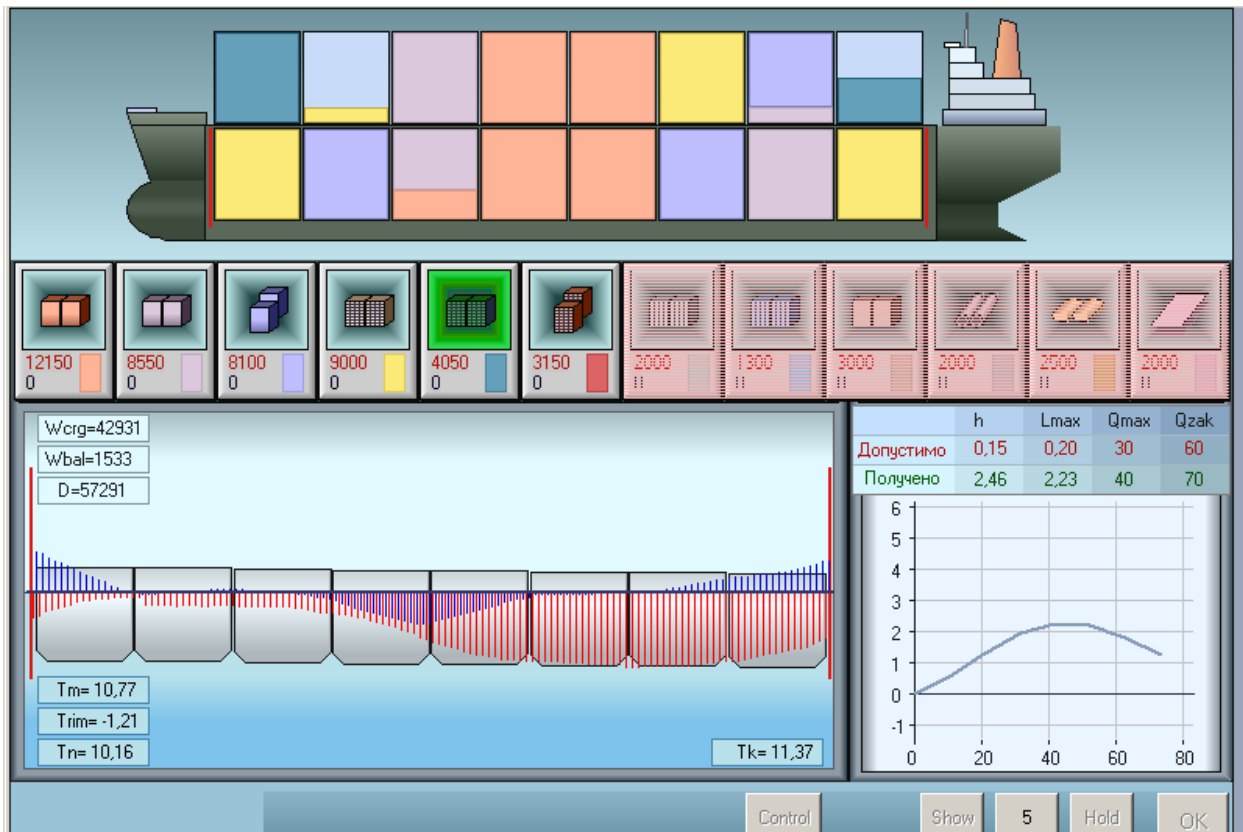 12150 8550 8100 9000 4050 3150 2000 1300 3000 2000 2500 2000
0 0 0 0 0 0 !! !! !! !! !! !!
Wcrg=42931
Wbal=1533
D=57291
Tm= 10,77
Trim= -1,21
Tn= 10,16
Tk= 11,37
h Lmax Qmax Qzak
Допустимо 0,15 0,20 30 60
Получено 2,46 2,23 40 70
6
5
4
3
2
1
0
-1
0 20 40 60 80
Control Show 5 Hold OK